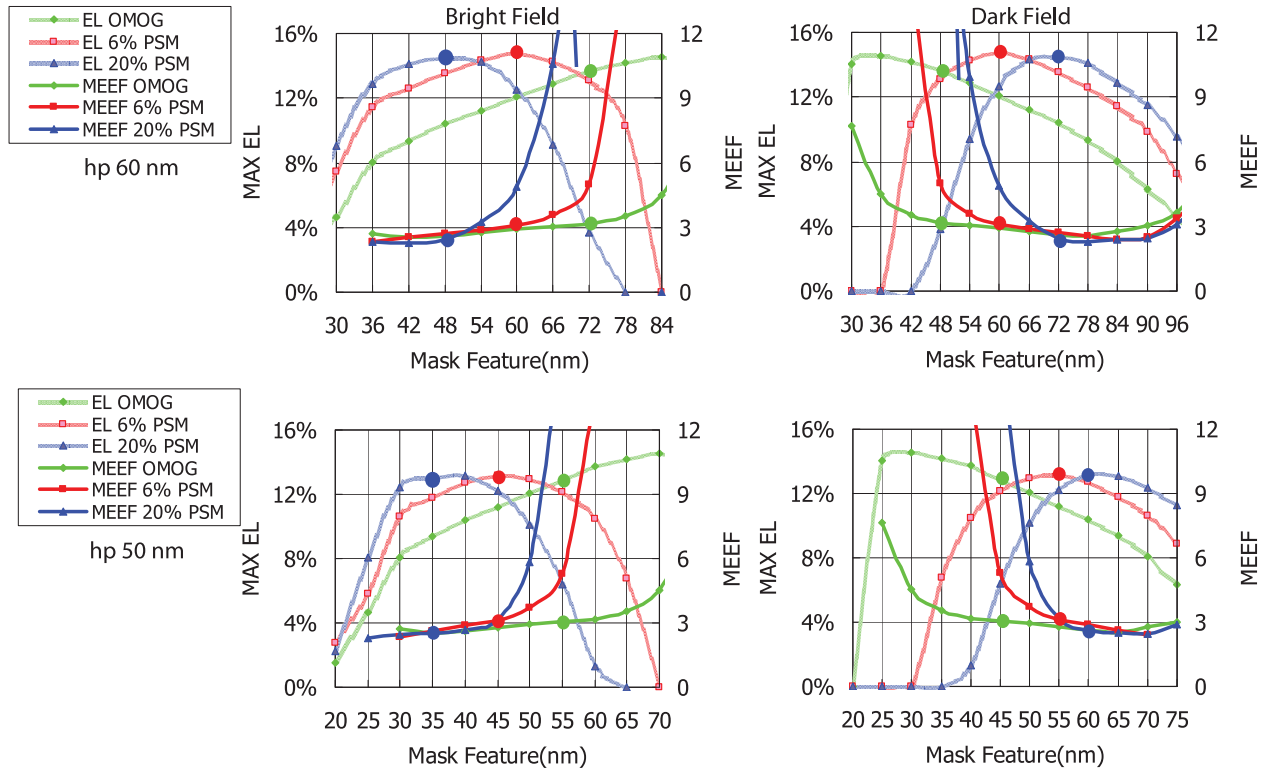 EL OMOG
EL 6% PSM
EL 20% PSM
MEEF OMOG
MEEF 6% PSM
MEEF 20% PSM
hp 60 nm
Bright Field
16%
12%
8%
4%
0%
MAX EL
12
9
6
3
0
MEEF
30 36 42 48 54 60 66 72 78 84
Mask Feature(nm)
Dark Field
16%
12%
8%
4%
0%
MAX EL
12
9
6
3
0
MEEF
30 36 42 48 54 60 66 72 78 84 90 96
Mask Feature(nm)
EL OMOG
EL 6% PSM
EL 20% PSM
MEEF OMOG
MEEF 6% PSM
MEEF 20% PSM
hp 50 nm
16%
12%
8%
4%
0%
MAX EL
12
9
6
3
0
MEEF
20 25 30 35 40 45 50 55 60 65 70
Mask Feature(nm)
16%
12%
8%
4%
0%
MAX EL
12
9
6
3
0
MEEF
20 25 30 35 40 45 50 55 60 65 70 75
Mask Feature(nm)